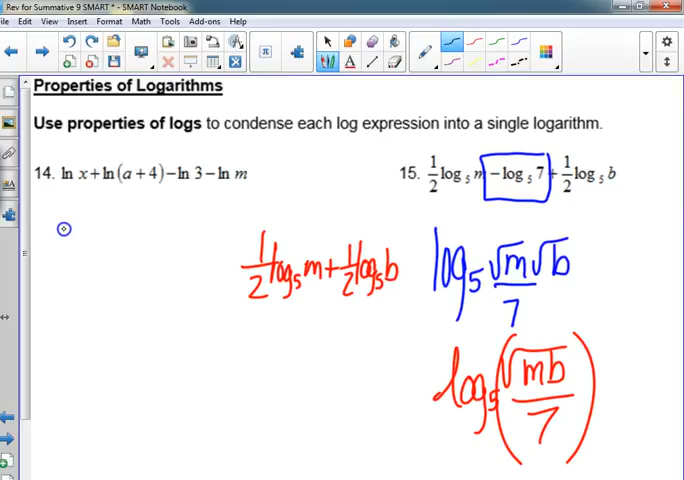 Rev for Summative 9 SMART * - SMART Notebook
Edit View Insert Format Tools Add-ons Help
Properties of Logarithms
Use properties of logs to condense each log expression into a single logarithm.
14. ln x + ln(a + 4) − ln 3 − ln m
15. 1/2 log₅ m − log₅ 7 + 1/2 log₅ b
1/2 log₅ m + 1/2 log₅ b
log₅ √m √b / 7
log₅ (√mb / 7)